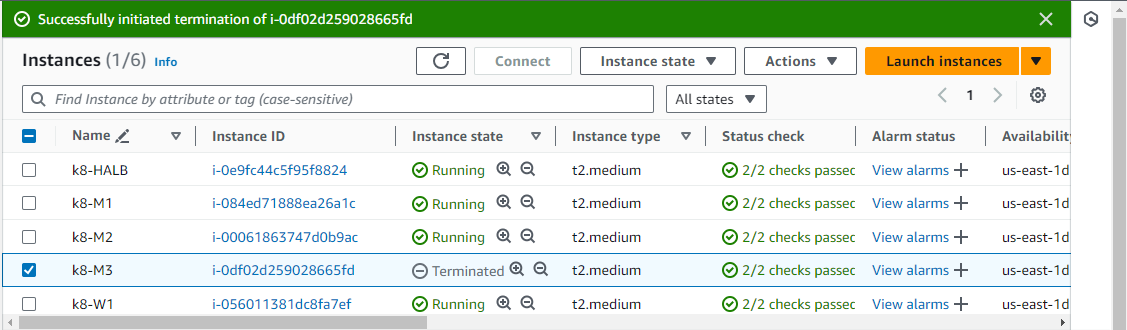 Successfully initiated termination of i-0df02d259028665fd
Instances (1/6) Info Connect Instance state Actions Launch instances
Find Instance by attribute or tag (case-sensitive) All states 1
Name Instance ID Instance state Instance type Status check Alarm status Availability
k8-HALB i-0e9fc44c5f95f8824 Running t2.medium 2/2 checks passed View alarms us-east-1d
k8-M1 i-084ed71888ea26a1c Running t2.medium 2/2 checks passed View alarms us-east-1d
k8-M2 i-00061863747d0b9ac Running t2.medium 2/2 checks passed View alarms us-east-1d
k8-M3 i-0df02d259028665fd Terminated t2.medium 2/2 checks passed View alarms us-east-1d
k8-W1 i-056011381dc8fa7ef Running t2.medium 2/2 checks passed View alarms us-east-1d